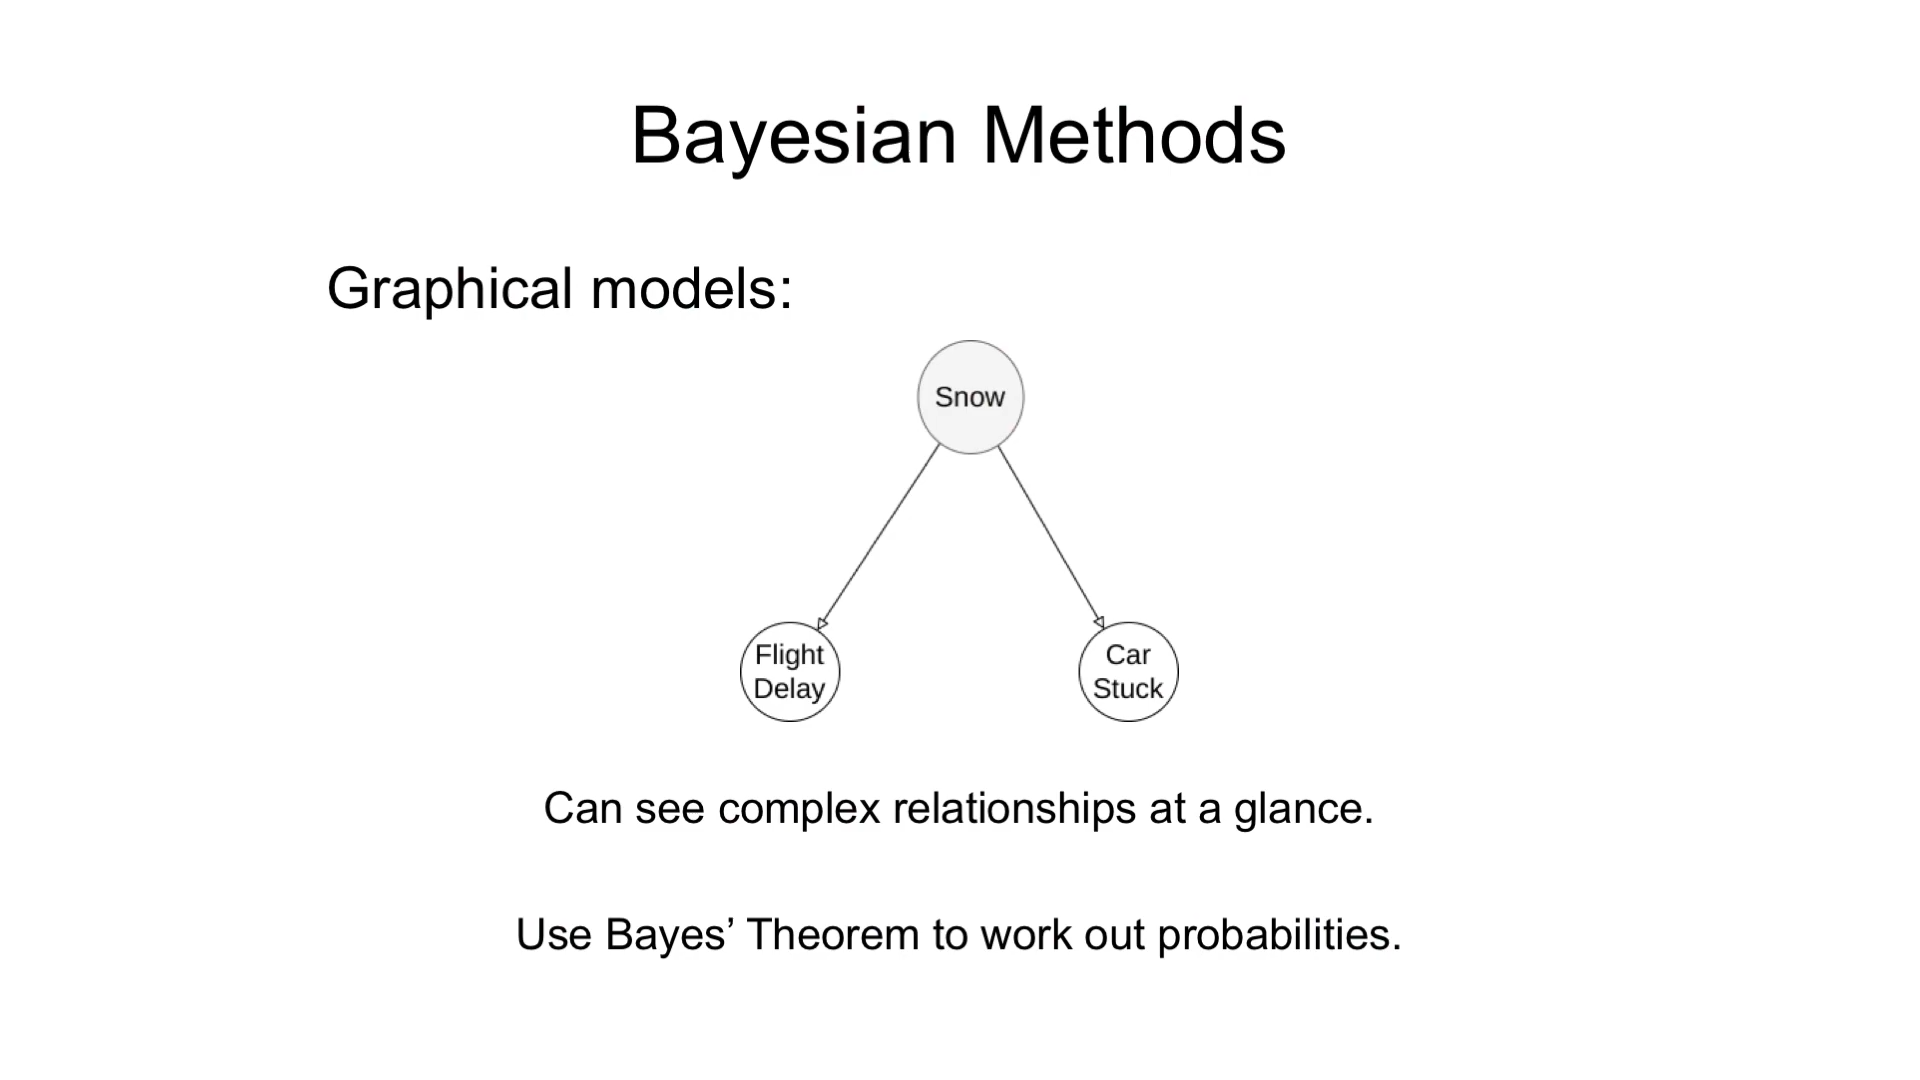 Bayesian Methods
Graphical models:
Snow
Flight
Delay
Car
Stuck
Can see complex relationships at a glance.
Use Bayes’ Theorem to work out probabilities.